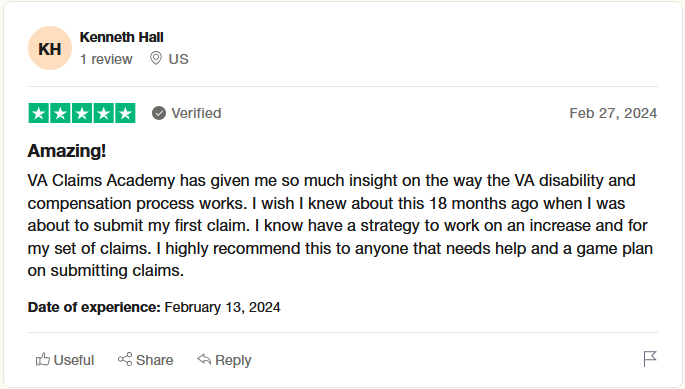 KH
Kenneth Hall
1 review US
Verified Feb 27, 2024
Amazing!
VA Claims Academy has given me so much insight on the way the VA disability and
compensation process works. I wish I knew about this 18 months ago when I was
about to submit my first claim. I know have a strategy to work on an increase and for
my set of claims. I highly recommend this to anyone that needs help and a game plan
on submitting claims.
Date of experience: February 13, 2024
Useful Share Reply